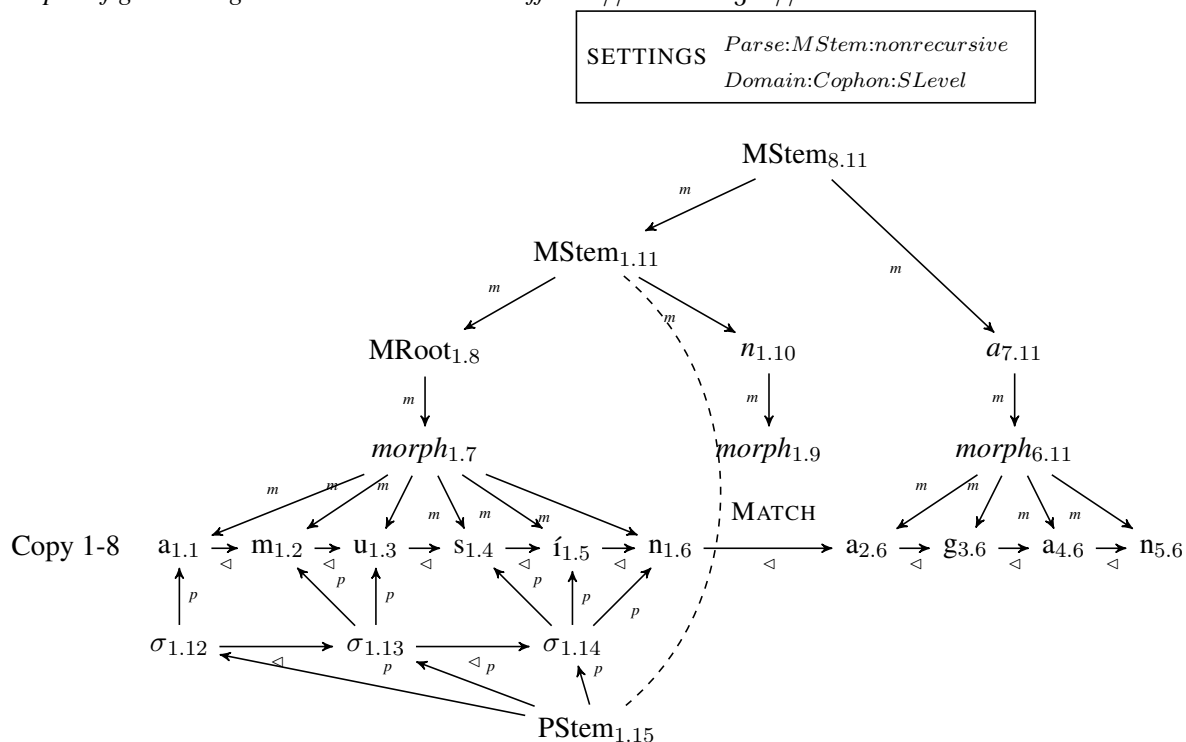 SETTINGS Parse:MStem:nonrecursive
Domain:Cophon:SLevel
MStem8.11
m
MStem1.11
m
m m
MRoot1.8 n1.10 a7.11
m m m
morph1.7 morph1.9 morph6.11
m m m m m
m m m MATCH m m
Copy 1-8 a1.1 m1.2 u1.3 s1.4 í1.5 n1.6 a2.6 g3.6 a4.6 n5.6
◁ ◁ ◁ ◁ ◁ ◁ ◁ ◁ ◁
p p p p p
σ1.12 σ1.13 σ1.14
◁ p ◁ p p
PStem1.15